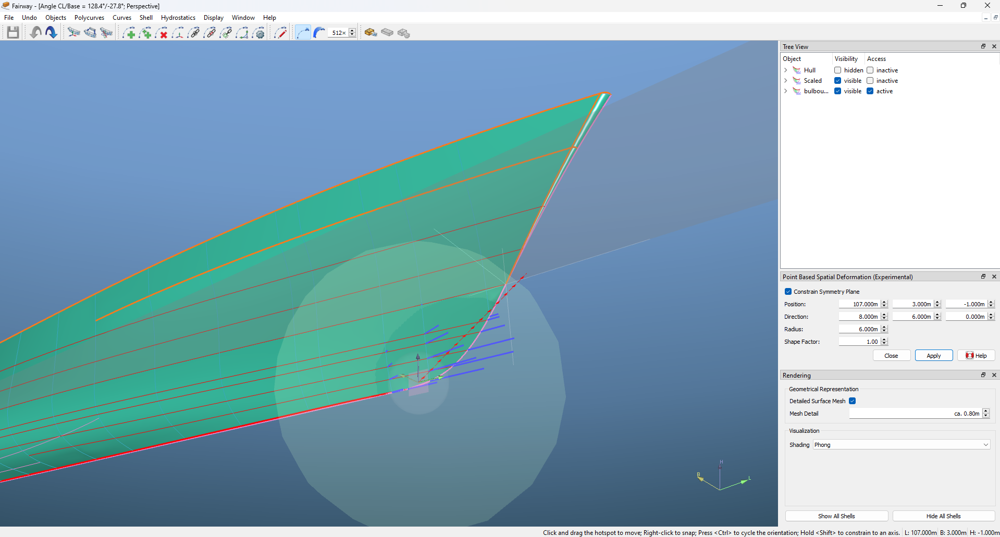 Fairway - [Angle CL/Base = 128.4°/-27.8°; Perspective]
File Undo Objects Polycurves Curves Shell Hydrostatics Display Window Help
512×
Tree View
Object Visibility Access
Hull hidden inactive
Scaled visible inactive
bulbou... visible active
Point Based Spatial Deformation (Experimental)
Constrain Symmetry Plane
Position: 107.000m 3.000m -1.000m
Direction: 8.000m 6.000m 0.000m
Radius: 6.000m
Shape Factor: 1.00
Close Apply Help
Rendering
Geometrical Representation
Detailed Surface Mesh
Mesh Detail ca. 0.80m
Visualization
Shading Phong
H
B
L
Show All Shells Hide All Shells
Click and drag the hotspot to move; Right-click to snap; Press <Ctrl> to cycle the orientation; Hold <Shift> to constrain to an axis. L: 107.000m B: 3.000m H: -1.000m